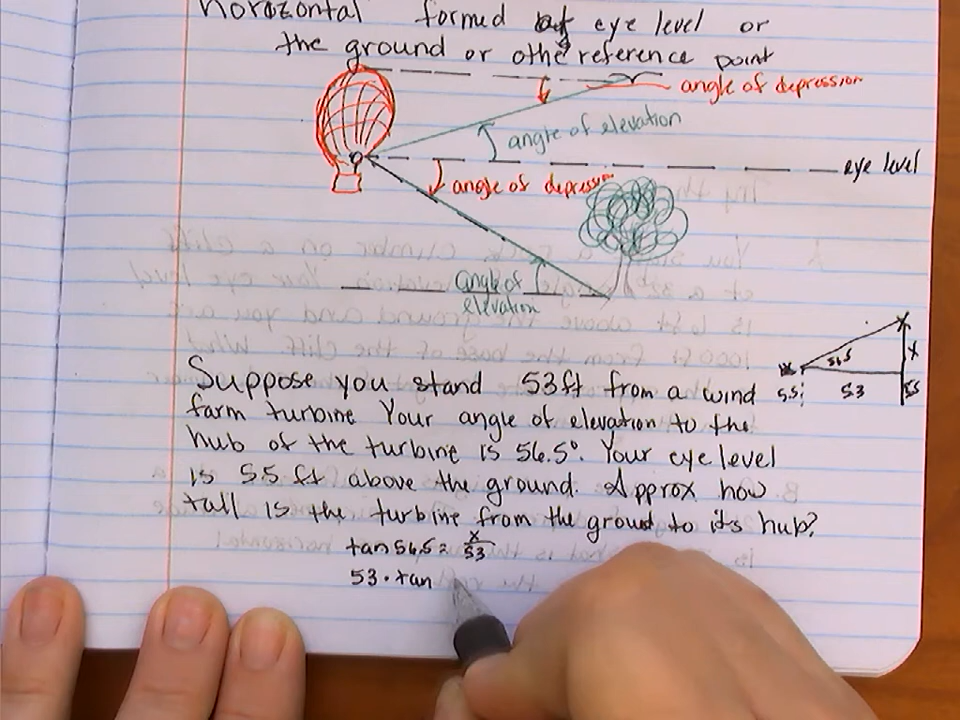 horozontal formed at eye level or
the ground or other reference point
angle of depression
angle of elevation
eye level
angle of depression
angle of
elevation
Suppose you stand 53ft from a wind
farm turbine Your angle of elevation to the
hub of the turbine is 56.5°. Your eye level
is 5.5 ft above the ground. Approx how
tall is the turbine from the ground to its hub?
56.5
x
5.5
53
5.5
tan 56.5 = x/53
53 · tan